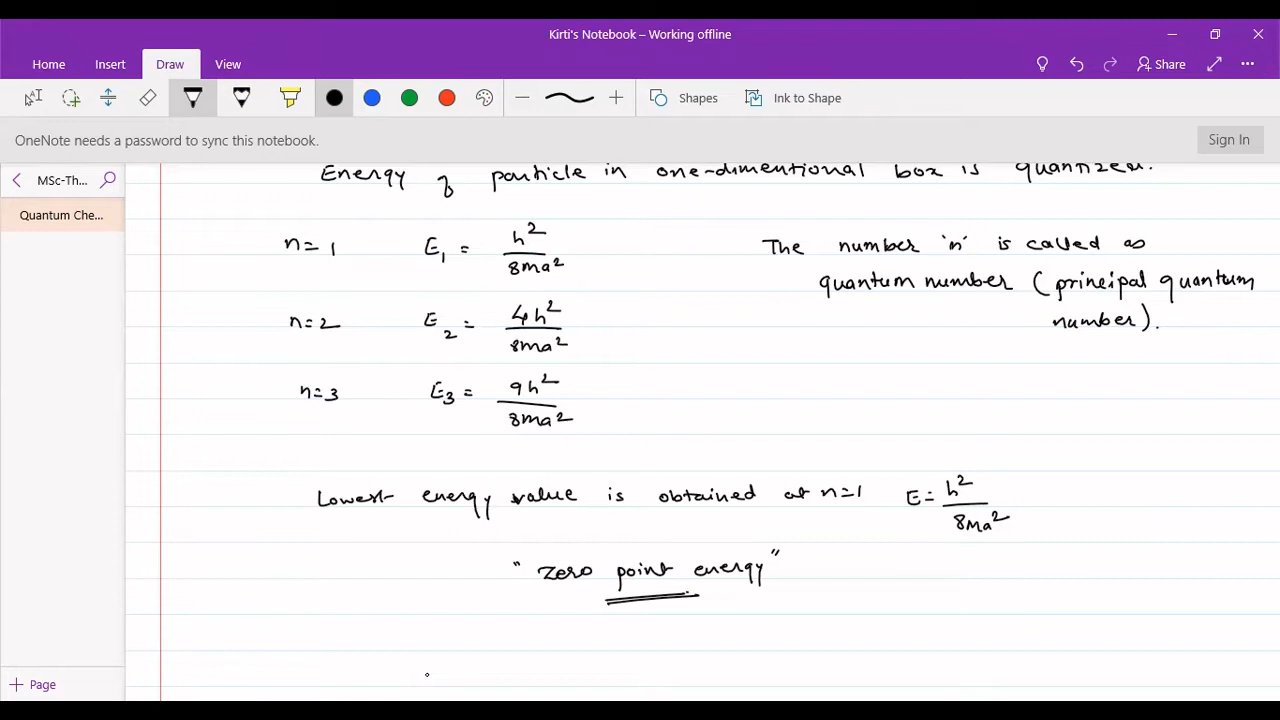 Kirti's Notebook – Working offline
Home Insert Draw View
Share
Shapes Ink to Shape
OneNote needs a password to sync this notebook.
Sign In
MSc-Th...
Quantum Che...
Energy of particle in one-dimentional box is quantized.
n=1 E₁ = h²/8ma²
The number 'n' is called as
quantum number (principal quantum
number).
n=2 E₂ = 4h²/8ma²
n=3 E₃ = 9h²/8ma²
Lowest energy value is obtained at n=1 E = h²/8ma²
"zero point energy"
+ Page